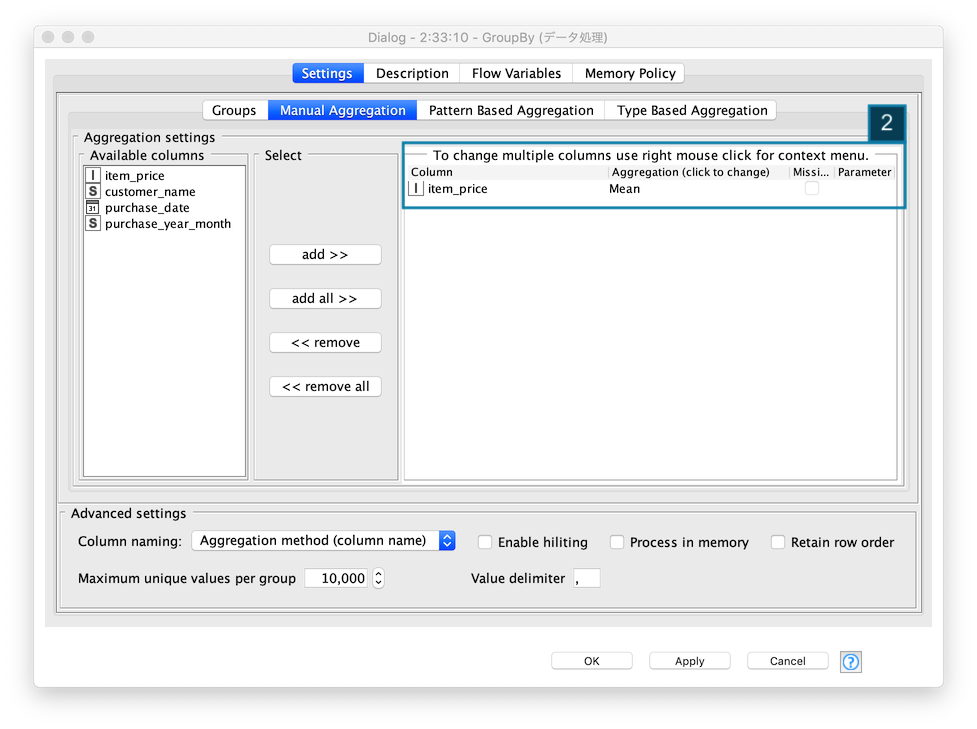 Dialog - 2:33:10 - GroupBy (データ処理)
Settings Description Flow Variables Memory Policy
Groups Manual Aggregation Pattern Based Aggregation Type Based Aggregation
2
Aggregation settings
Available columns
I item_price
S customer_name
31 purchase_date
S purchase_year_month
Select
add >>
add all >>
<< remove
<< remove all
To change multiple columns use right mouse click for context menu.
Column Aggregation (click to change) Missi... Parameter
I item_price Mean
Advanced settings
Column naming: Aggregation method (column name) Enable hiliting Process in memory Retain row order
Maximum unique values per group 10,000 Value delimiter ,
OK Apply Cancel ?